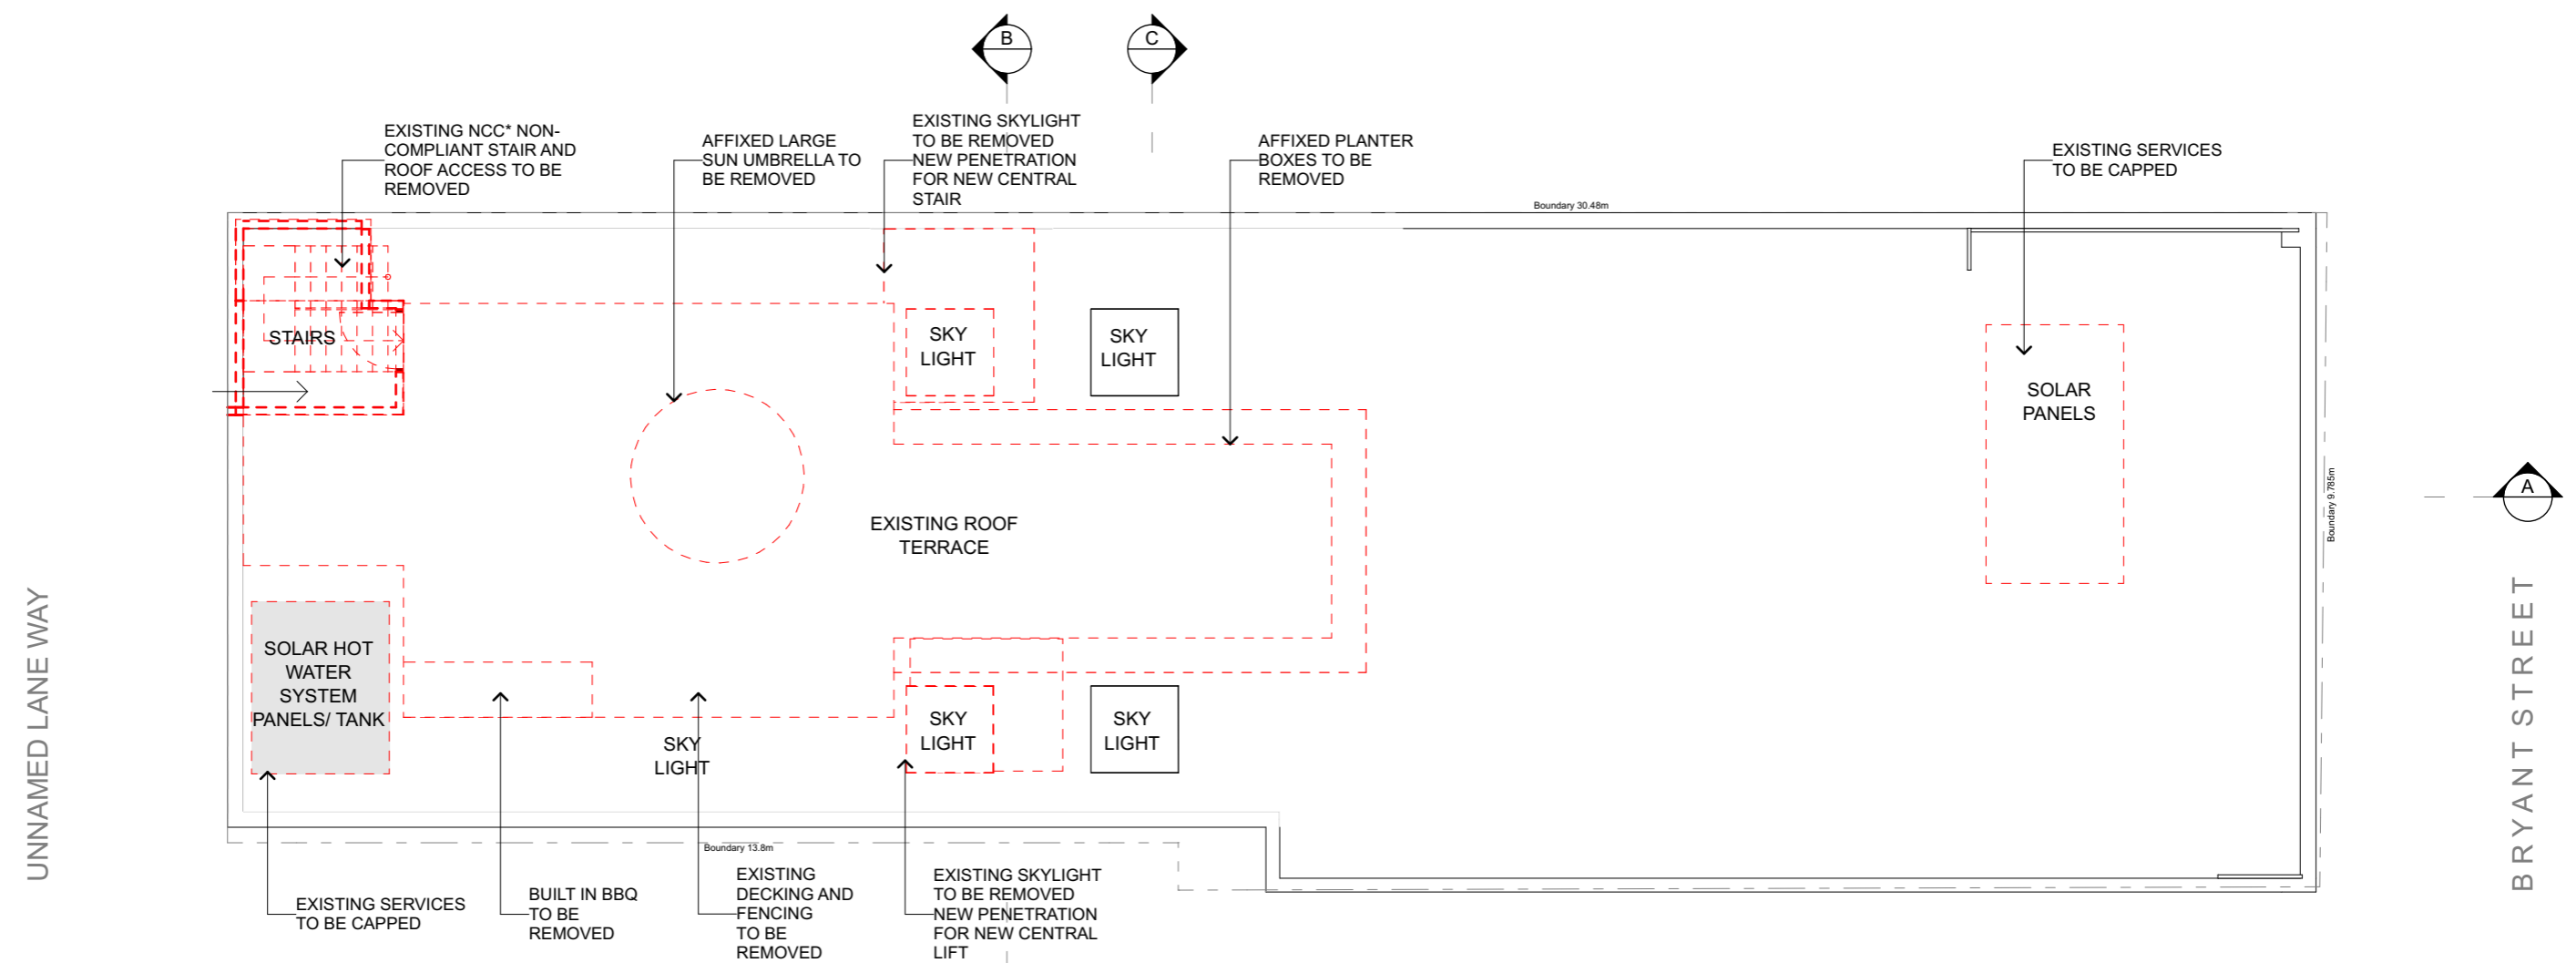 B
C
EXISTING NCC* NON-
COMPLIANT STAIR AND
ROOF ACCESS TO BE
REMOVED
AFFIXED LARGE
SUN UMBRELLA TO
BE REMOVED
EXISTING SKYLIGHT
TO BE REMOVED
NEW PENETRATION
FOR NEW CENTRAL
STAIR
AFFIXED PLANTER
BOXES TO BE
REMOVED
EXISTING SERVICES
TO BE CAPPED
Boundary 30.48m
STAIRS
SKY
LIGHT
SKY
LIGHT
SOLAR
PANELS
A
Boundary 9.785m
EXISTING ROOF
TERRACE
UNNAMED LANE WAY
BRYANT STREET
SOLAR HOT
WATER
SYSTEM
PANELS/ TANK
SKY
LIGHT
SKY
LIGHT
SKY
LIGHT
Boundary 13.8m
EXISTING SERVICES
TO BE CAPPED
BUILT IN BBQ
TO BE
REMOVED
EXISTING
DECKING AND
FENCING
TO BE
REMOVED
EXISTING SKYLIGHT
TO BE REMOVED
NEW PENETRATION
FOR NEW CENTRAL
LIFT